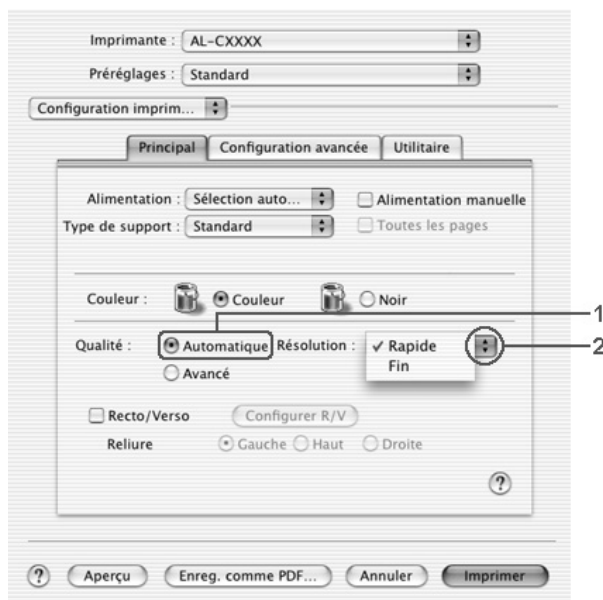 Imprimante : AL-CXXXX
Préréglages : Standard
Configuration imprim...
Principal Configuration avancée Utilitaire
Alimentation : Sélection auto... Alimentation manuelle
Type de support : Standard Toutes les pages
Couleur : Couleur Noir
1
Qualité : Automatique Résolution : ✓ Rapide 2
Fin
Avancé
Recto/Verso Configurer R/V
Reliure Gauche Haut Droite
?
? Aperçu Enreg. comme PDF... Annuler Imprimer